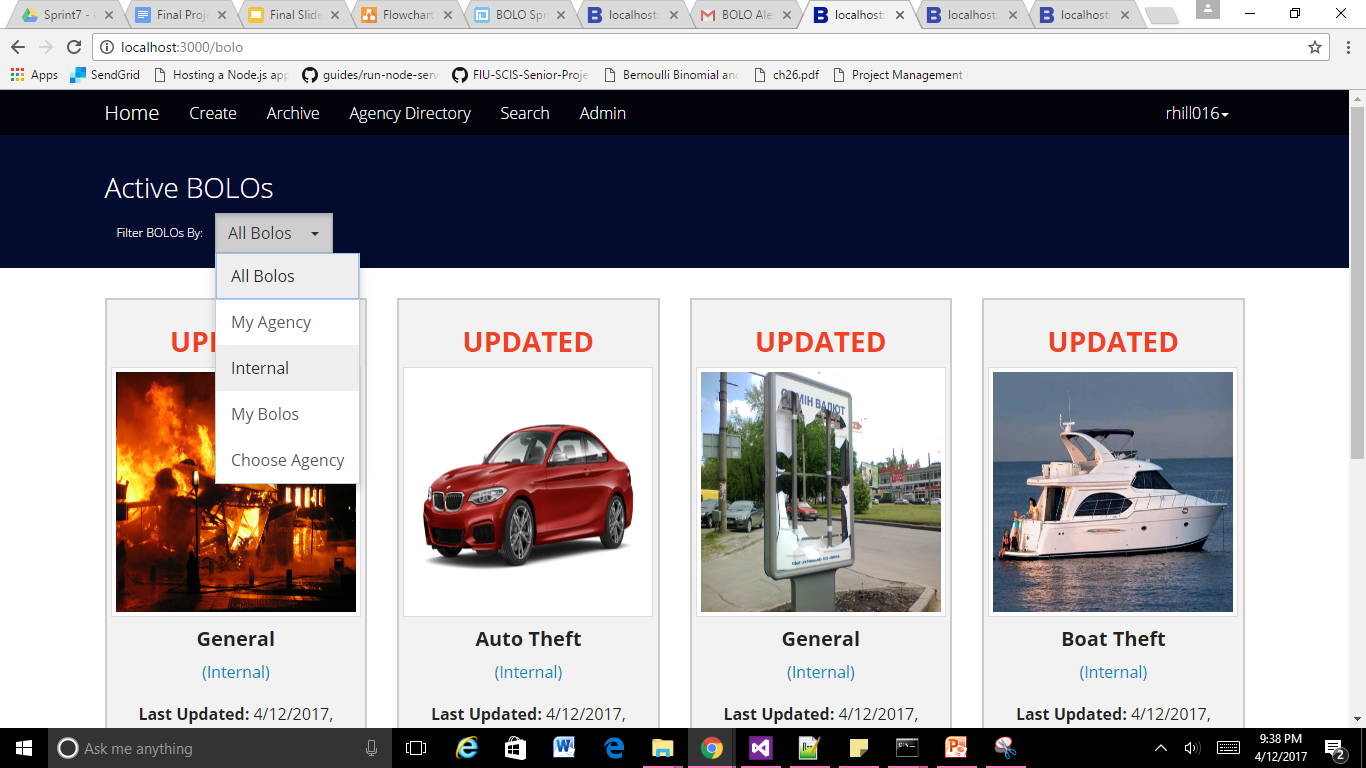 Sprint7
Final Proje
Final Slide
Flowchart
BOLO Spr
localhost:
BOLO Ale
localhost:
localhost:
localhost:
localhost:3000/bolo
Apps
SendGrid
Hosting a Node.js app
guides/run-node-serv
FIU-SCIS-Senior-Proje
Bernoulli Binomial and
ch26.pdf
Project Management
Home Create Archive Agency Directory Search Admin rhill016
Active BOLOs
Filter BOLOs By: All Bolos
All Bolos
My Agency
Internal
My Bolos
Choose Agency
UP
UPDATED
UPDATED
UPDATED
General
(Internal)
Last Updated: 4/12/2017,
Auto Theft
(Internal)
Last Updated: 4/12/2017,
МІН ВАЛЮТ
General
(Internal)
Last Updated: 4/12/2017,
Boat Theft
(Internal)
Last Updated: 4/12/2017,
Ask me anything
9:38 PM
4/12/2017
2